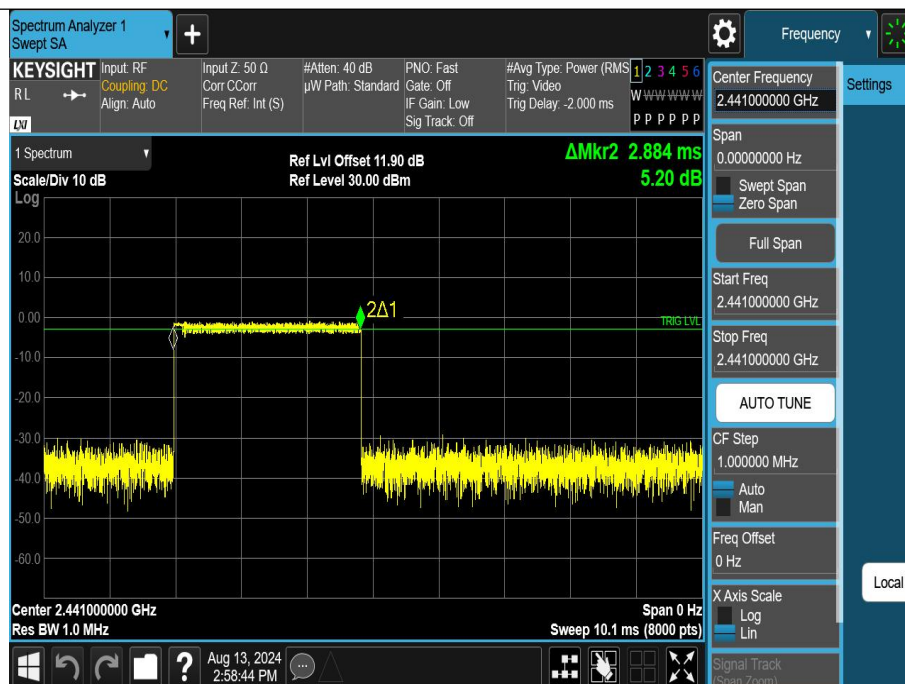 Spectrum Analyzer 1
Swept SA
Frequency
KEYSIGHT
R L
LXI
Input: RF
Coupling: DC
Align: Auto
Input Z: 50 Ω
Corr CCorr
Freq Ref: Int (S)
#Atten: 40 dB
µW Path: Standard
PNO: Fast
Gate: Off
IF Gain: Low
Sig Track: Off
#Avg Type: Power (RMS
Trig: Video
Trig Delay: -2.000 ms
1 2 3 4 5 6
W W W W W W
P P P P P P
1 Spectrum
Scale/Div 10 dB
Ref Lvl Offset 11.90 dB
Ref Level 30.00 dBm
ΔMkr2 2.884 ms
5.20 dB
Log
20.0
10.0
0.00
-10.0
-20.0
-30.0
-40.0
-50.0
-60.0
2Δ1
TRIG LVL
Center 2.441000000 GHz
Res BW 1.0 MHz
Span 0 Hz
Sweep 10.1 ms (8000 pts)
?
Aug 13, 2024
2:58:44 PM
Center Frequency
2.441000000 GHz
Span
0.00000000 Hz
Swept Span
Zero Span
Full Span
Start Freq
2.441000000 GHz
Stop Freq
2.441000000 GHz
AUTO TUNE
CF Step
1.000000 MHz
Auto
Man
Freq Offset
0 Hz
X Axis Scale
Log
Lin
Signal Track
(Span Zoom)
Settings
Local